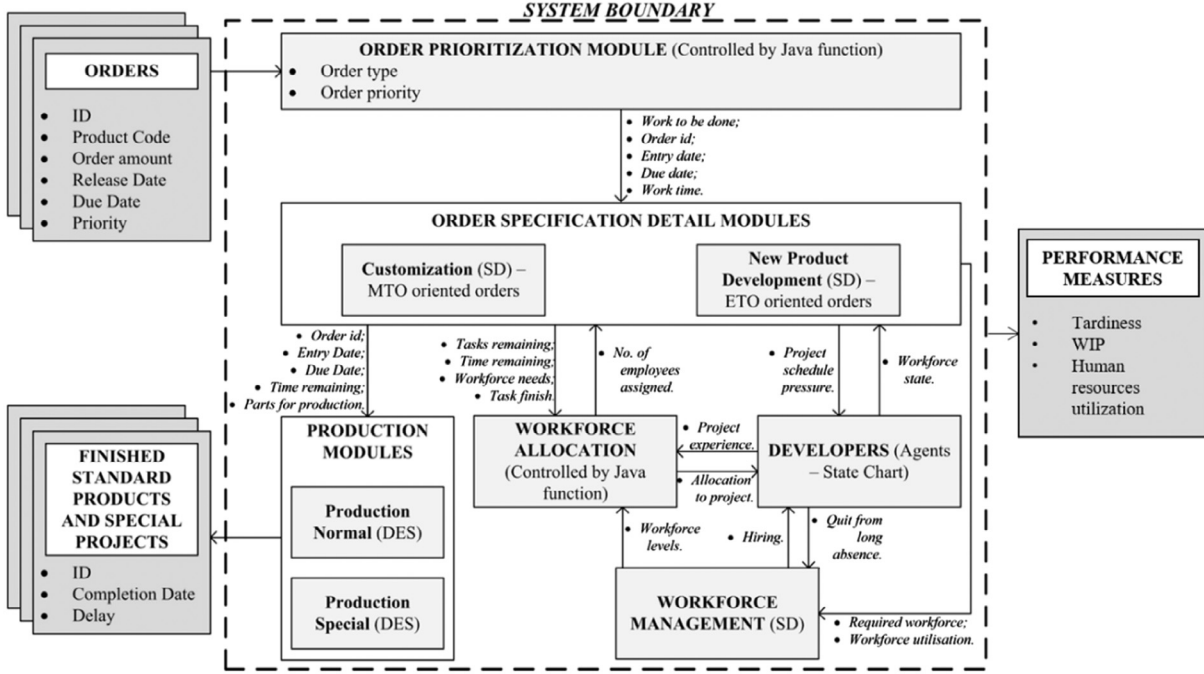 SYSTEM BOUNDARY
ORDERS
• ID
• Product Code
• Order amount
• Release Date
• Due Date
• Priority
ORDER PRIORITIZATION MODULE (Controlled by Java function)
• Order type
• Order priority
• Work to be done;
• Order id;
• Entry date;
• Due date;
• Work time.
ORDER SPECIFICATION DETAIL MODULES
Customization (SD) –
MTO oriented orders
New Product
Development (SD) –
ETO oriented orders
PERFORMANCE
MEASURES
• Tardiness
• WIP
• Human
resources
utilization
• Order id;
• Entry Date;
• Due Date;
• Time remaining;
• Parts for production.
• Tasks remaining;
• Time remaining;
• Workforce needs;
• Task finish.
• No. of
employees
assigned.
• Project
schedule
pressure.
• Workforce
state.
PRODUCTION
MODULES
Production
Normal (DES)
Production
Special (DES)
WORKFORCE
ALLOCATION
(Controlled by Java
function)
• Project
experience.
• Allocation
to project.
DEVELOPERS (Agents
– State Chart)
• Workforce
levels.
• Hiring.
• Quit from
long
absence.
WORKFORCE
MANAGEMENT (SD)
• Required workforce;
• Workforce utilisation.
FINISHED
STANDARD
PRODUCTS
AND SPECIAL
PROJECTS
• ID
• Completion Date
• Delay